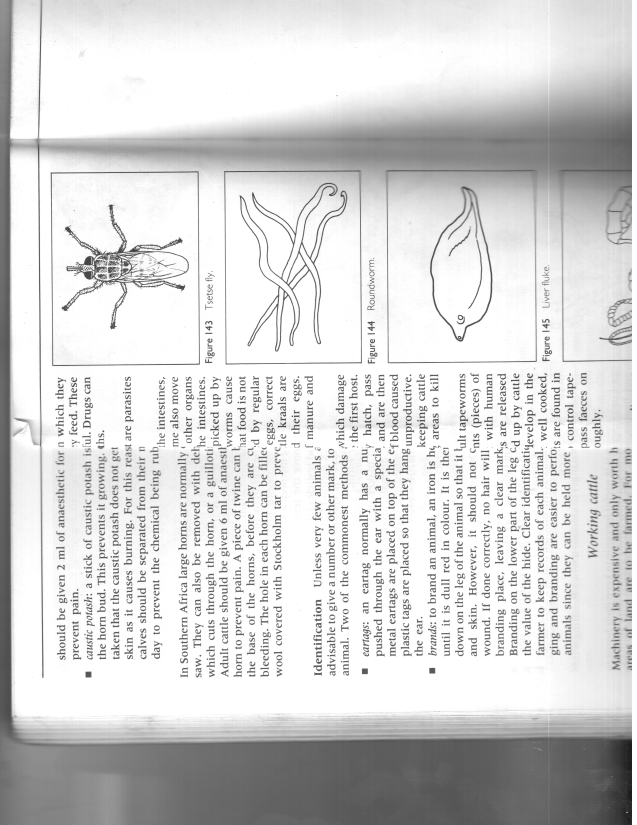 should be given 2 ml of anaesthetic for
prevent pain.
■ caustic potash: a stick of caustic potash is
the horn bud. This prevents it growing.
taken that the caustic potash does not get
skin as it causes burning. For this reas
calves should be separated from their
day to prevent the chemical being rub
In Southern Africa large horns are normally
saw. They can also be removed with deh
which cuts through the horn, or a guilloti
Adult cattle should be given ml of anaest
horn to prevent pain. A piece of twine can
the base of the horns, before they are
bleeding. The hole in each horn can be fille
wool covered with Stockholm tar to preve
Identification Unless very few animals
advisable to give a number or other mark, to
animal. Two of the commonest methods
■ eartags: an eartag normally has a nu
pushed through the ear with a specia
metal eartags are placed on top of the
plastic tags are placed so that they hang
the ear.
■ brands: to brand an animal, an iron is
until it is dull red in colour. It is the
down on the leg of the animal so that it
and skin. However, it should not
wound. If done correctly, no hair will
branding place, leaving a clear mark
Branding on the lower part of the leg
the value of the hide. Clear identificati
farmer to keep records of each animal.
ging and branding are easier to perfo
animals since they can be held more
Working cattle
Machinery is expensive and only worth
areas of land are to be farmed. For mo
n which they
y feed. These
ul. Drugs can
hs.
are parasites
the intestines.
me also move
other organs
he intestines.
picked up by
worms cause
hat food is not
d by regular
eggs, correct
ile kraals are
d their eggs.
f manure and
which damage
the first host.
hatch, pass
and are then
f blood caused
unproductive.
keeping cattle
areas to kill
ult tapeworms
nts (pieces) of
with human
s are released
d up by cattle
evelop in the
well cooked,
s are found in
control tape-
pass faeces on
oughly.
Figure 143 Tsetse fly.
Figure 144 Roundworm.
Figure 145 Liver fluke.